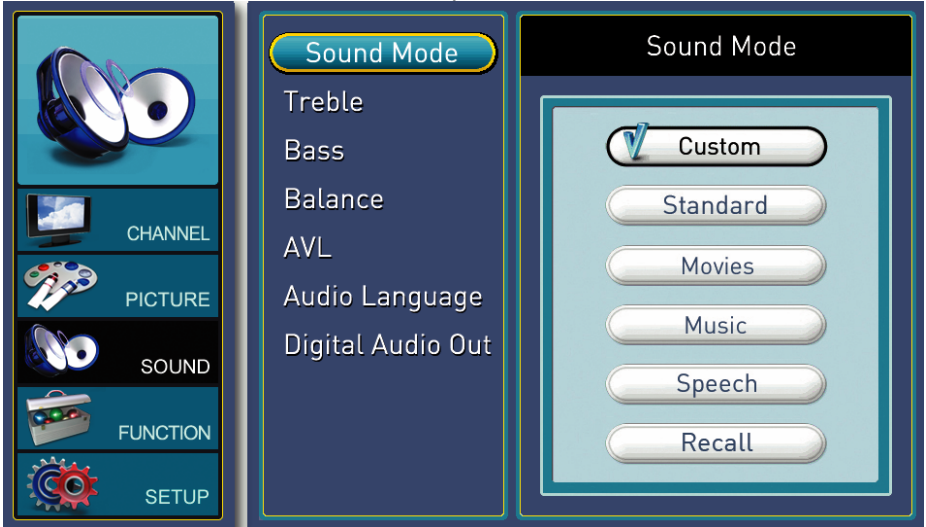 CHANNEL
PICTURE
SOUND
FUNCTION
SETUP
Sound Mode
Treble
Bass
Balance
AVL
Audio Language
Digital Audio Out
Sound Mode
Custom
Standard
Movies
Music
Speech
Recall